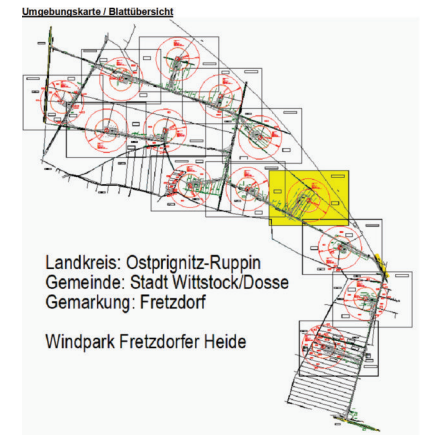 Umgebungskarte / Blattübersicht
Landkreis: Ostprignitz-Ruppin
Gemeinde: Stadt Wittstock/Dosse
Gemarkung: Fretzdorf
Windpark Fretzdorfer Heide